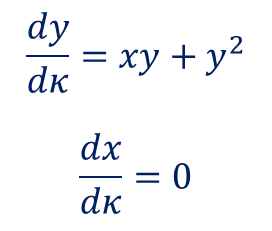 dy/dκ = xy + y²
dx/dκ = 0